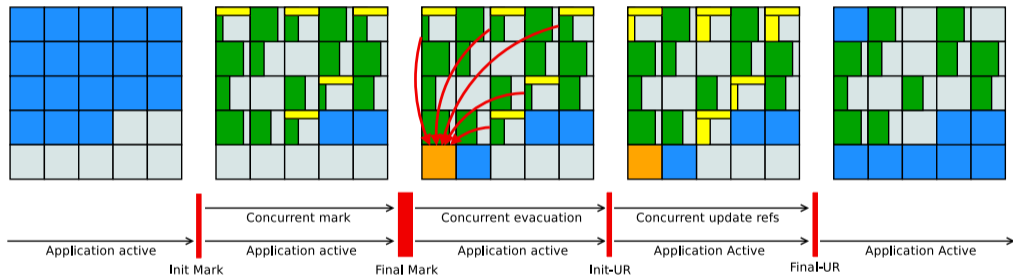 Concurrent mark
Concurrent evacuation
Concurrent update refs
Application active
Application active
Application active
Application Active
Application Active
Init Mark
Final Mark
Init-UR
Final-UR